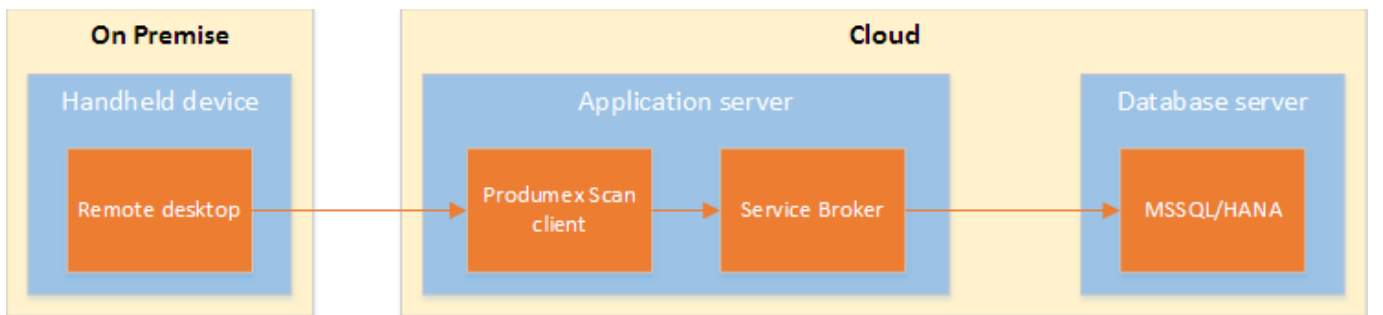 On Premise
Cloud
Handheld device
Application server
Database server
Remote desktop
Produmex Scan
client
Service Broker
MSSQL/HANA